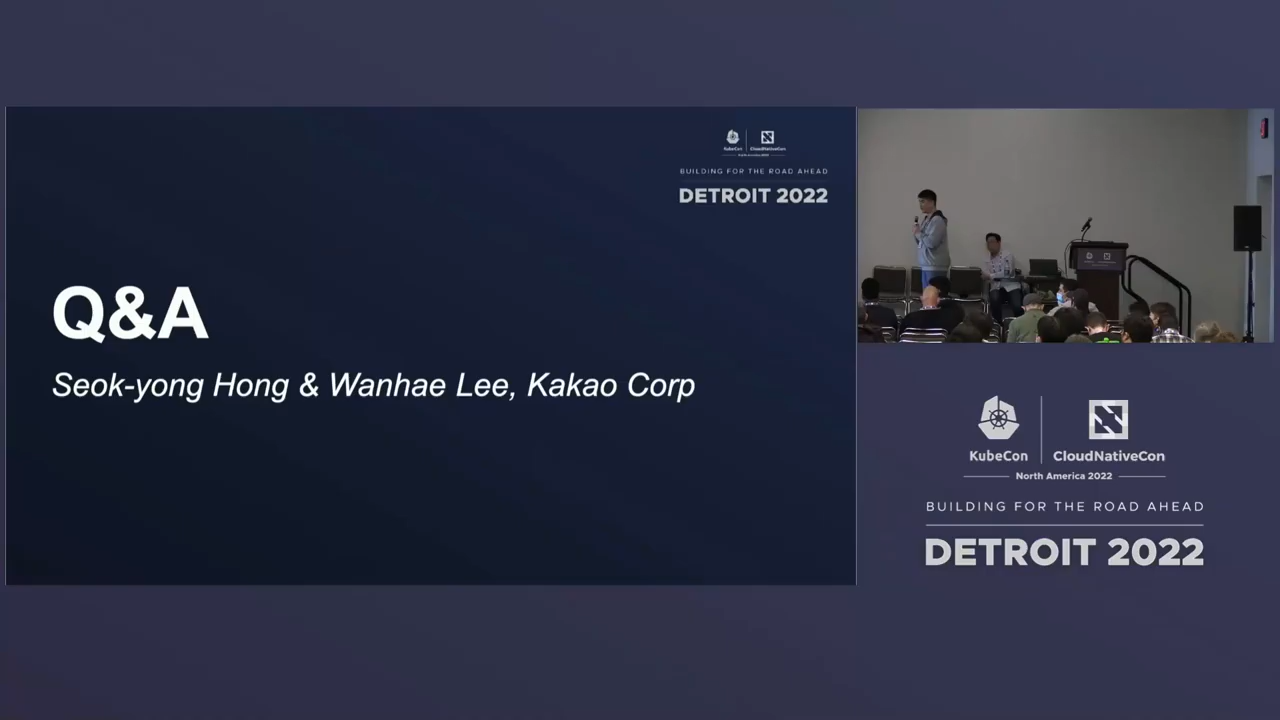 KubeCon
CloudNativeCon
BUILDING FOR THE ROAD AHEAD
DETROIT 2022
Q&A
Seok-yong Hong & Wanhae Lee, Kakao Corp
KubeCon
CloudNativeCon
North America 2022
BUILDING FOR THE ROAD AHEAD
DETROIT 2022